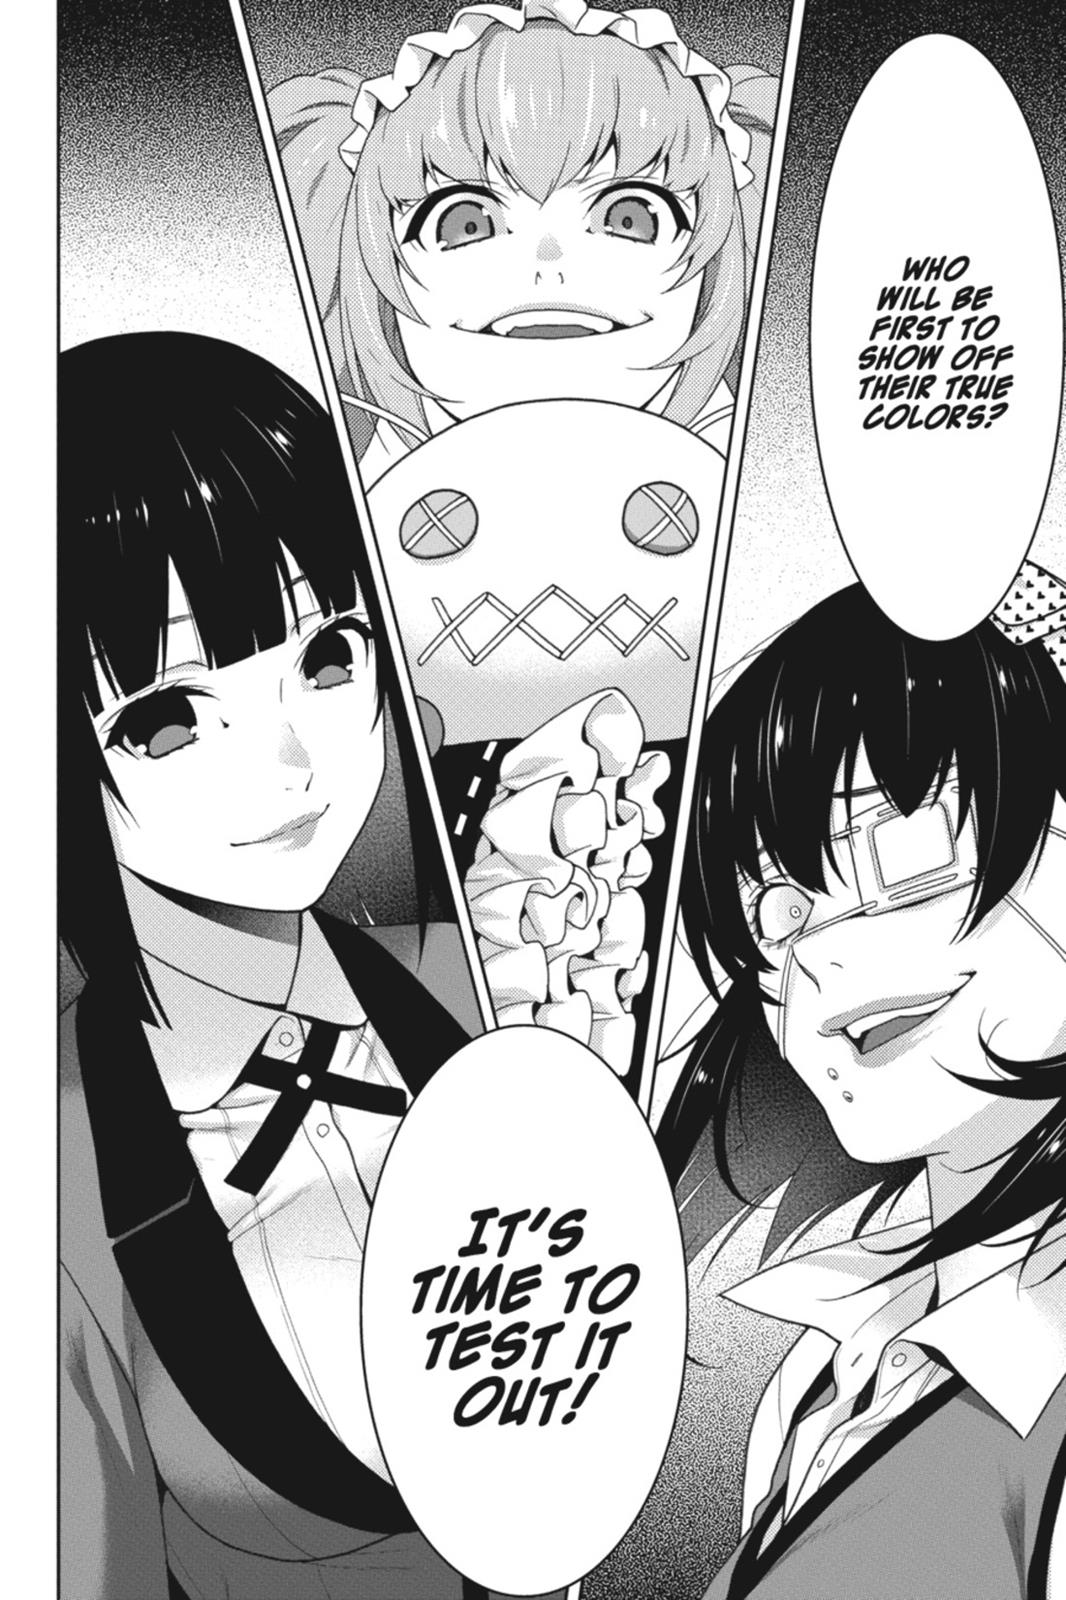 WHO
WILL BE
FIRST TO
SHOW OFF
THEIR TRUE
COLORS?
IT'S
TIME TO
TEST IT
OUT!